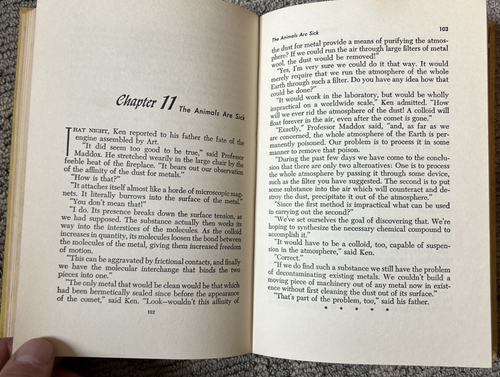 Chapter 11 The Animals Are Sick
THAT NIGHT, Ken reported to his father the fate of the
engine assembled by Art.
"It did seem too good to be true," said Professor
Maddox. He stretched wearily in the large chair by the
feeble heat of the fireplace. "It bears out our observation
of the affinity of the dust for metals."
"How is that?"
"It attaches itself almost like a horde of microscopic mag-
nets. It literally burrows into the surface of the metal."
"You don't mean that!"
"I do. Its presence breaks down the surface tension, as
we had supposed. The substance actually then works its
way into the interstices of the molecules. As the colloid
increases in quantity, its molecules loosen the bond between
the molecules of the metal, giving them increased freedom
of motion.
"This can be aggravated by frictional contacts, and finally
we have the molecular interchange that binds the two
pieces into one."
"The only metal that would be clean would be that which
had been hermetically sealed since before the appearance
of the comet," said Ken. "Look—wouldn't this affinity of
102
The Animals Are Sick
103
the dust for metal provide a means of purifying the atmos-
phere? If we could run the air through large filters of metal
wool, the dust would be removed!"
"Yes, I'm very sure we could do it that way. It would
merely require that we run the atmosphere of the whole
Earth through such a filter. Do you have any idea how that
could be done?"
"It would work in the laboratory, but would be wholly
impractical on a worldwide scale," Ken admitted. "How
will we ever rid the atmosphere of the dust! A colloid will
float forever in the air, even after the comet is gone."
"Exactly," Professor Maddox said, "and, as far as we
are concerned, the whole atmosphere of the Earth is per-
manently poisoned. Our problem is to process it in some
manner to remove that poison.
"During the past few days we have come to the conclu-
sion that there are only two alternatives: One is to process
the whole atmosphere by passing it through some device,
such as the filter you have suggested. The second is to put
some substance into the air which will counteract and de-
stroy the dust, precipitate it out of the atmosphere."
"Since the first method is impractical what can be used
in carrying out the second?"
"We've set ourselves the goal of discovering that. We're
hoping to synthesize the necessary chemical compound to
accomplish it."
"It would have to be a colloid, too, capable of suspen-
sion in the atmosphere," said Ken.
"Correct."
"If we do find such a substance we still have the problem
of decontaminating existing metals. We couldn't build a
moving piece of machinery out of any metal now in exist-
ence without first cleaning the dust out of its surface."
"That's part of the problem, too," said his father.
* * * * *